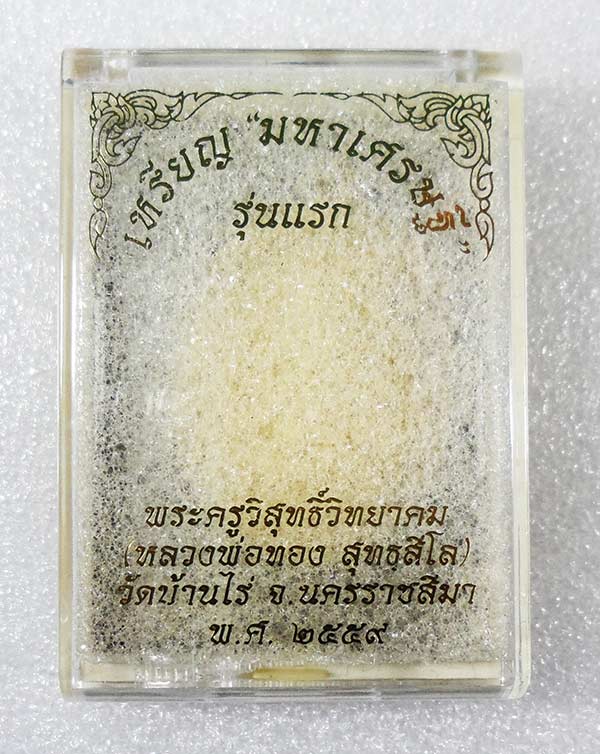 เหรียญ "มหาเศรษฐี"
รุ่นแรก
พระครูวิสุทธิ์วิทยาคม
(หลวงพ่อทอง สุทฺธสีโล)
วัดบ้านไร่ จ.นครราชสีมา
พ.ศ. ๒๕๕๙